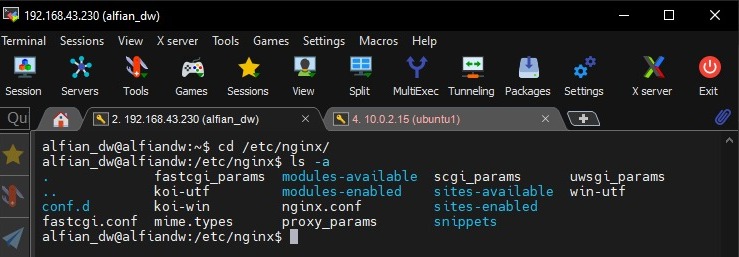 192.168.43.230 (alfian_dw)
Terminal Sessions View X server Tools Games Settings Macros Help
Session Servers Tools Games Sessions View Split MultiExec Tunneling Packages Settings X server Exit
Qu 2. 192.168.43.230 (alfian_dw) 4. 10.0.2.15 (ubuntu1)
alfian_dw@alfiandw:~$ cd /etc/nginx/
alfian_dw@alfiandw:/etc/nginx$ ls -a
. fastcgi_params modules-available scgi_params uwsgi_params
.. koi-utf modules-enabled sites-available win-utf
conf.d koi-win nginx.conf sites-enabled
fastcgi.conf mime.types proxy_params snippets
alfian_dw@alfiandw:/etc/nginx$